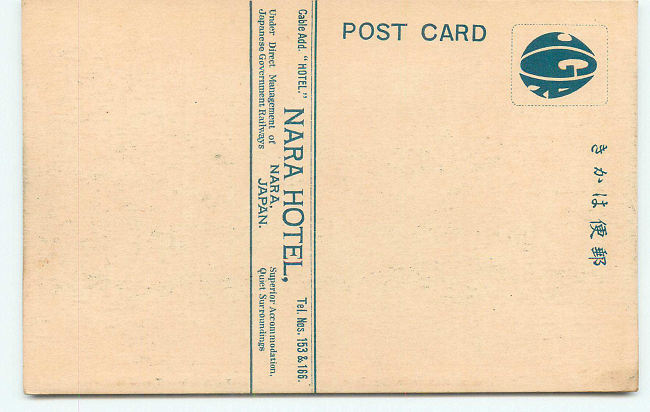 POST CARD
郵便はかき
Cable Add. "HOTEL."
Tel. Nos. 153 & 166.
NARA HOTEL,
NARA,
JAPAN.
Under Direct Management of
Japanese Government Railways
Superior Accommodation,
Quiet Surroundings